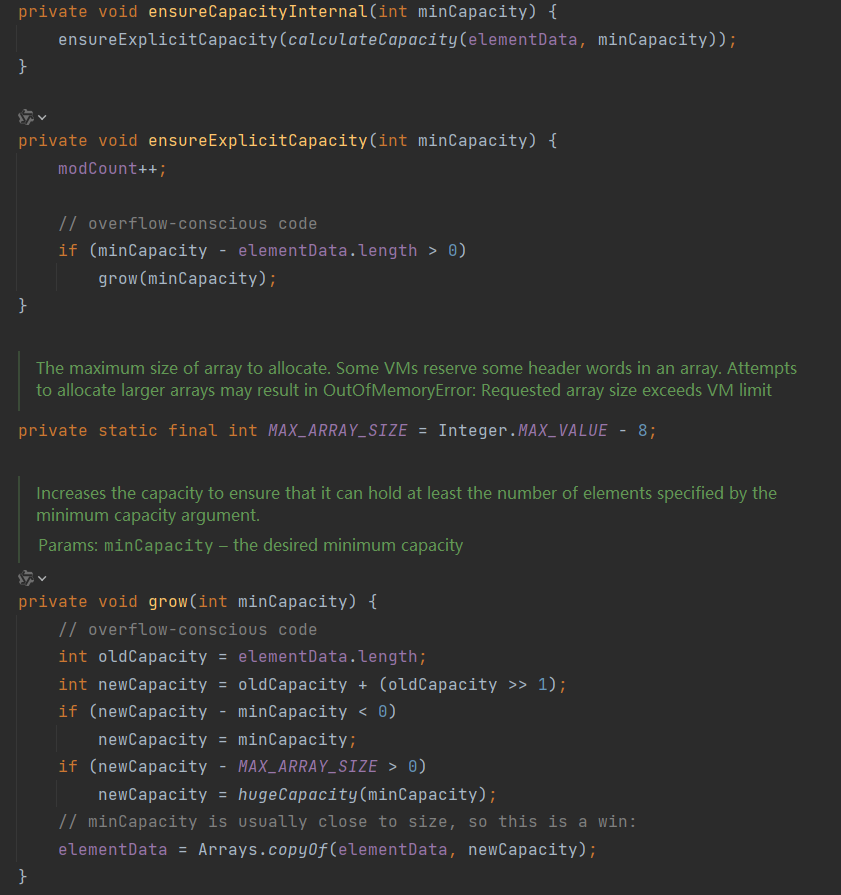 private void ensureCapacityInternal(int minCapacity) {
    ensureExplicitCapacity(calculateCapacity(elementData, minCapacity));
}
private void ensureExplicitCapacity(int minCapacity) {
    modCount++;
    // overflow-conscious code
    if (minCapacity - elementData.length > 0)
        grow(minCapacity);
}
The maximum size of array to allocate. Some VMs reserve some header words in an array. Attempts
to allocate larger arrays may result in OutOfMemoryError: Requested array size exceeds VM limit
private static final int MAX_ARRAY_SIZE = Integer.MAX_VALUE - 8;
Increases the capacity to ensure that it can hold at least the number of elements specified by the
minimum capacity argument.
Params: minCapacity – the desired minimum capacity
private void grow(int minCapacity) {
    // overflow-conscious code
    int oldCapacity = elementData.length;
    int newCapacity = oldCapacity + (oldCapacity >> 1);
    if (newCapacity - minCapacity < 0)
        newCapacity = minCapacity;
    if (newCapacity - MAX_ARRAY_SIZE > 0)
        newCapacity = hugeCapacity(minCapacity);
    // minCapacity is usually close to size, so this is a win:
    elementData = Arrays.copyOf(elementData, newCapacity);
}